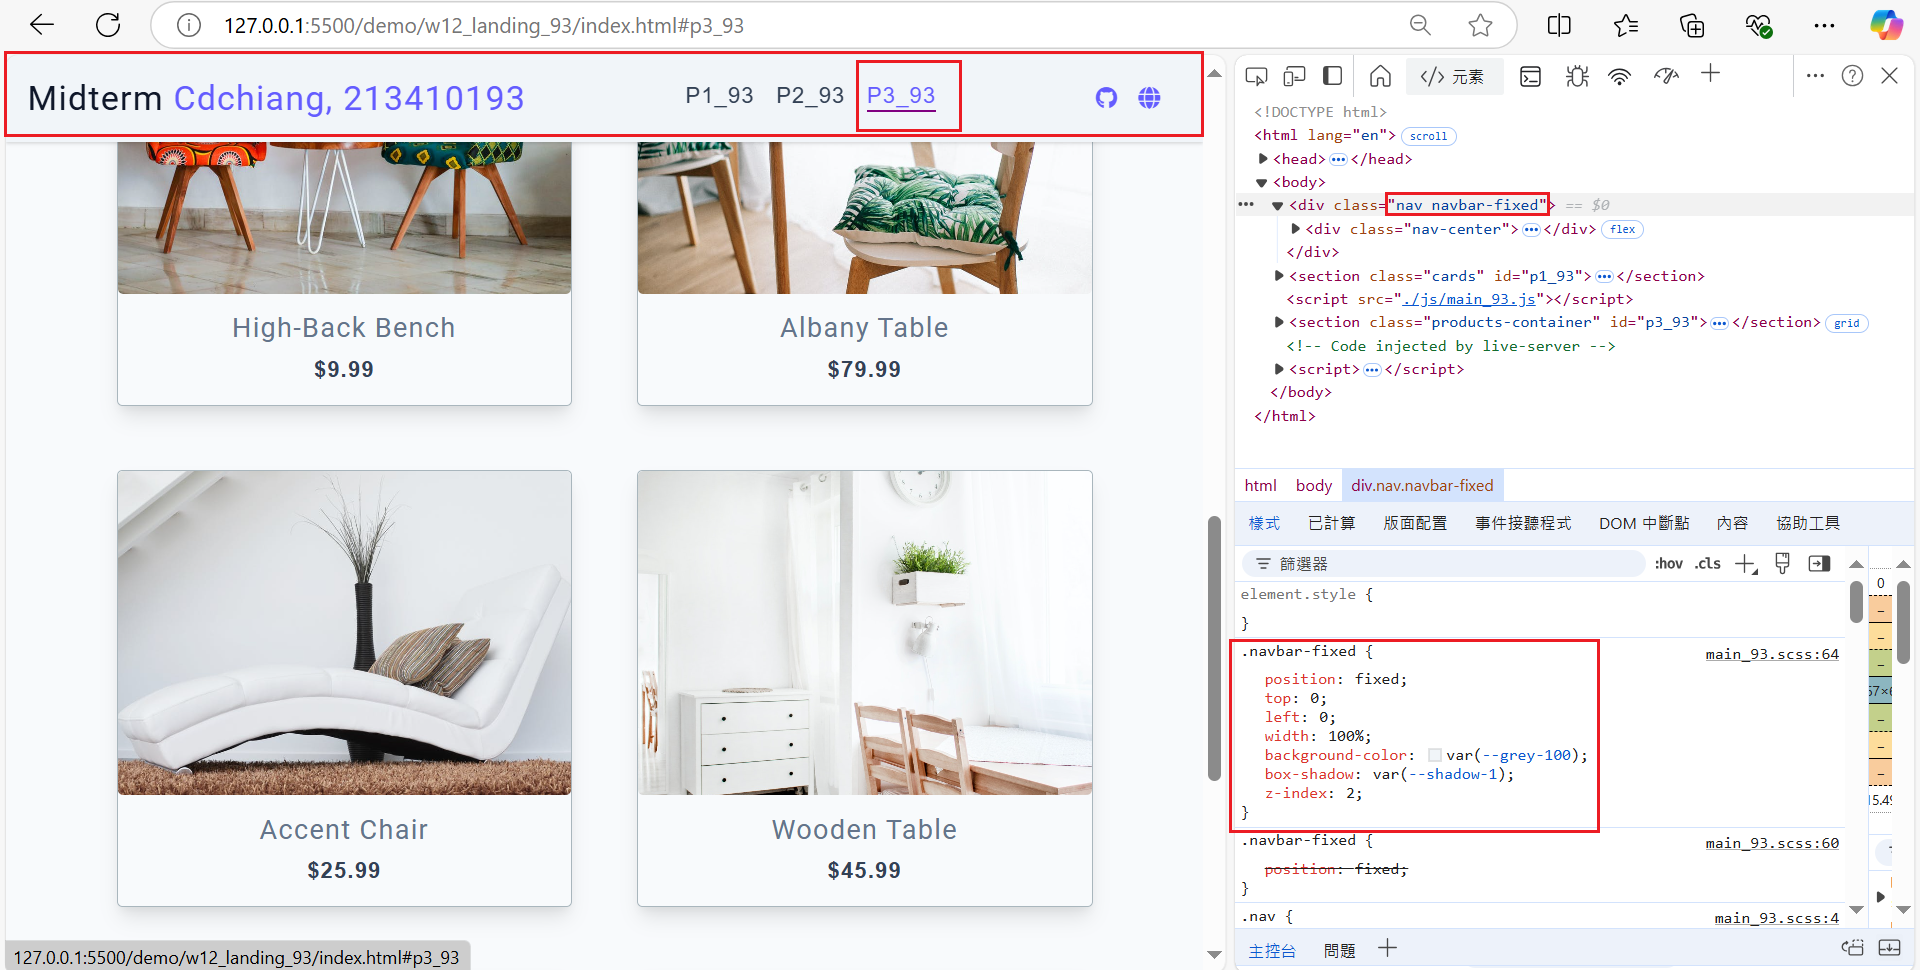 127.0.0.1:5500/demo/w12_landing_93/index.html#p3_93
Midterm Cdchiang, 213410193
P1_93 P2_93 P3_93
High-Back Bench
$9.99
Albany Table
$79.99
Accent Chair
$25.99
Wooden Table
$45.99
127.0.0.1:5500/demo/w12_landing_93/index.html#p3_93
</> 元素
<!DOCTYPE html>
<html lang="en"> scroll
<head> ••• </head>
<body>
••• <div class="nav navbar-fixed"> == $0
<div class="nav-center"> ••• </div> flex
</div>
<section class="cards" id="p1_93"> ••• </section>
<script src="./js/main_93.js"></script>
<section class="products-container" id="p3_93"> ••• </section> grid
<!-- Code injected by live-server -->
<script> ••• </script>
</body>
</html>
html body div.nav.navbar-fixed
樣式 已計算 版面配置 事件接聽程式 DOM 中斷點 內容 協助工具
篩選器 :hov .cls
element.style {
}
.navbar-fixed { main_93.scss:64
position: fixed;
top: 0;
left: 0;
width: 100%;
background-color: var(--grey-100);
box-shadow: var(--shadow-1);
z-index: 2;
}
.navbar-fixed { main_93.scss:60
position: fixed;
}
.nav { main_93.scss:4
0
–
–
–
–
–
–
主控台 問題